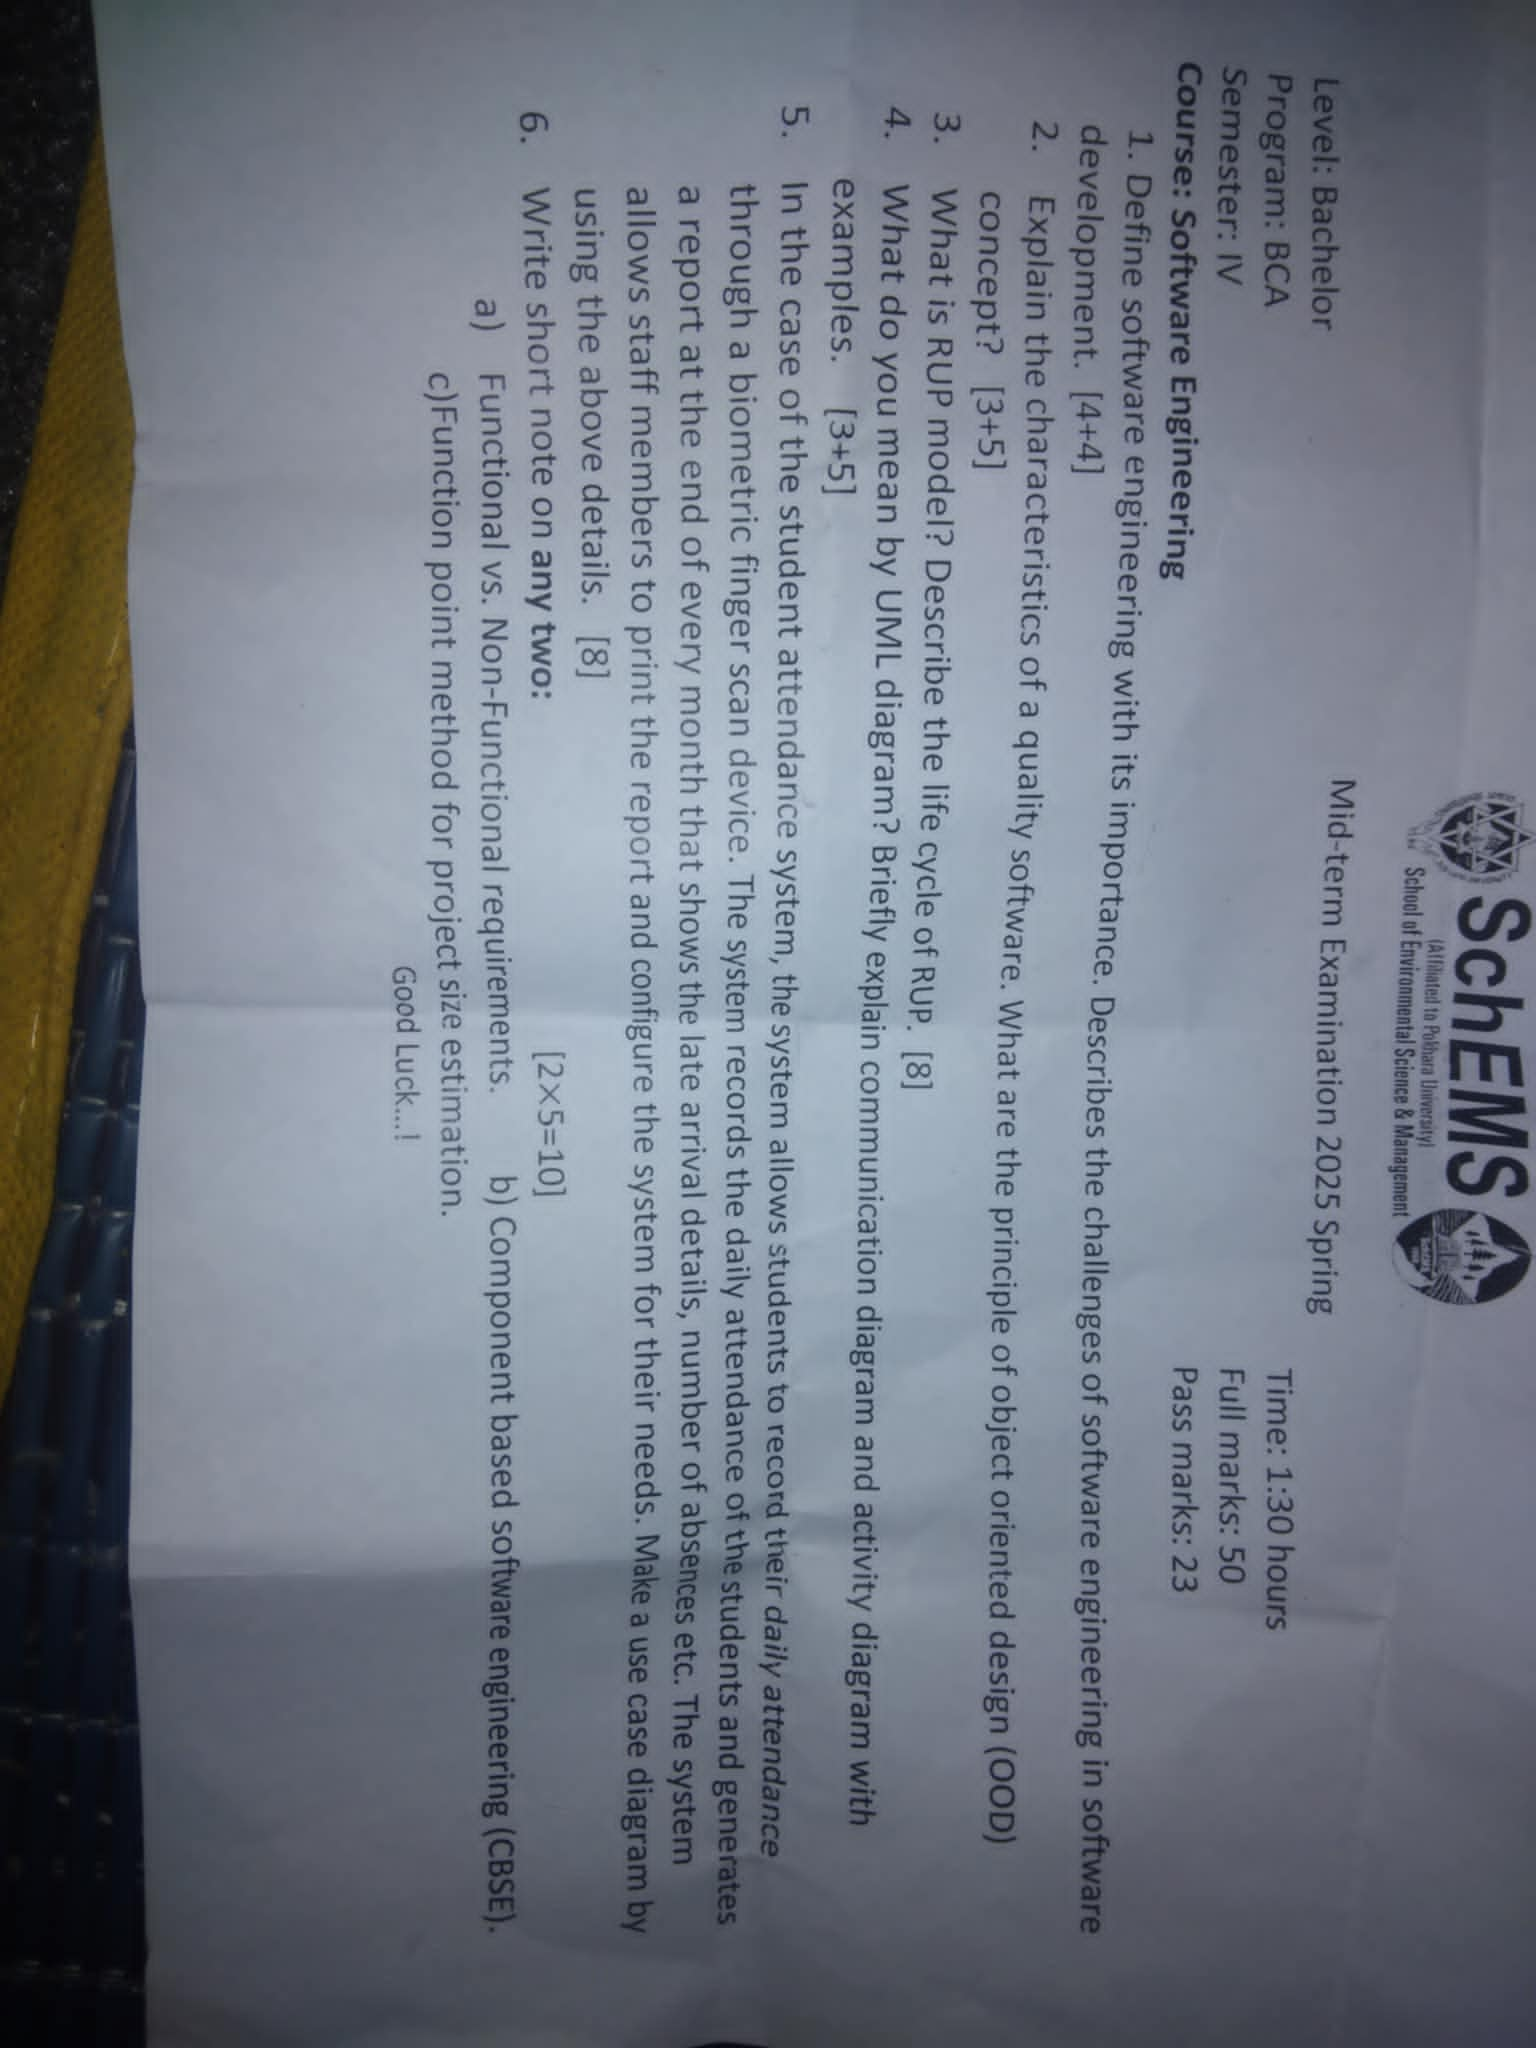 SchEMS
(Affiliated to Pokhara University)
School of Environmental Science & Management
Mid-term Examination 2025 Spring
Level: Bachelor
Program: BCA
Semester: IV
Time: 1:30 hours
Full marks: 50
Pass marks: 23
Course: Software Engineering
1. Define software engineering with its importance. Describes the challenges of software engineering in software
development. [4+4]
2. Explain the characteristics of a quality software. What are the principle of object oriented design (OOD)
concept? [3+5]
3. What is RUP model? Describe the life cycle of RUP. [8]
4. What do you mean by UML diagram? Briefly explain communication diagram and activity diagram with
examples. [3+5]
5. In the case of the student attendance system, the system allows students to record their daily attendance
through a biometric finger scan device. The system records the daily attendance of the students and generates
a report at the end of every month that shows the late arrival details, number of absences etc. The system
allows staff members to print the report and configure the system for their needs. Make a use case diagram by
using the above details. [8]
6. Write short note on any two: [2×5=10]
a) Functional vs. Non-Functional requirements. b) Component based software engineering (CBSE).
c)Function point method for project size estimation.
Good Luck...!